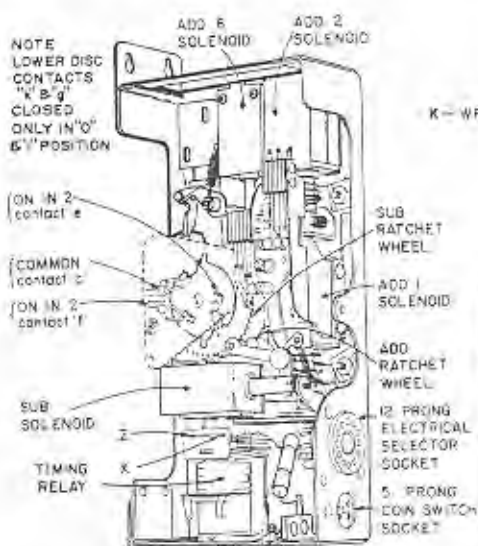 ADD 6
SOLENOID
ADD 2
SOLENOID
NOTE
LOWER DISC
CONTACTS
"k" & "g"
CLOSED
ONLY IN "0"
& "1" POSITION
K — WP
(ON IN 2
contact e
(COMMON
contact c
(ON IN 2
contact f
SUB
RATCHET
WHEEL
ADD 1
SOLENOID
ADD
RATCHET
WHEEL
SUB
SOLENOID
Z
X
TIMING
RELAY
12 PRONG
ELECTRICAL
SELECTOR
SOCKET
5 PRONG
COIN SWITCH
SOCKET